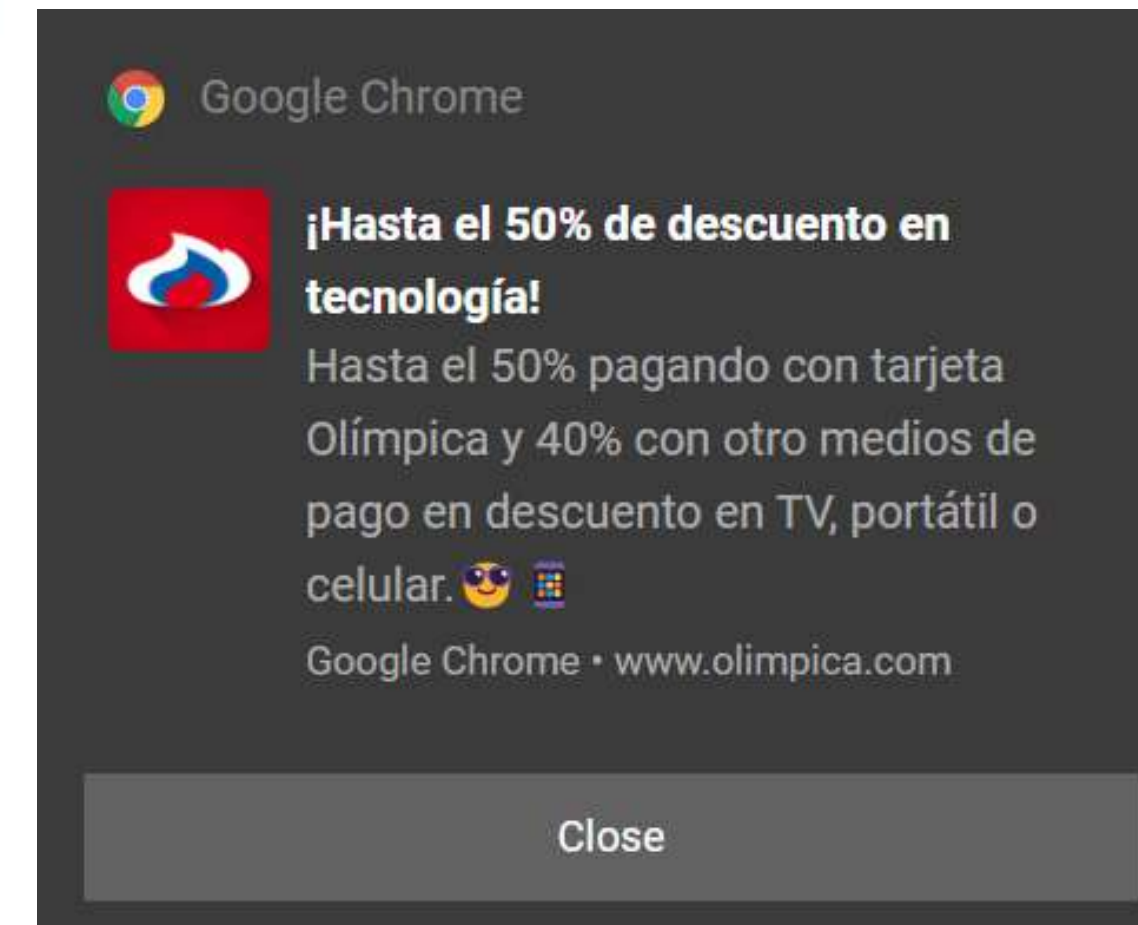 Google Chrome
¡Hasta el 50% de descuento en
tecnología!
Hasta el 50% pagando con tarjeta
Olímpica y 40% con otro medios de
pago en descuento en TV, portátil o
celular.😎 📱
Google Chrome • www.olimpica.com
Close